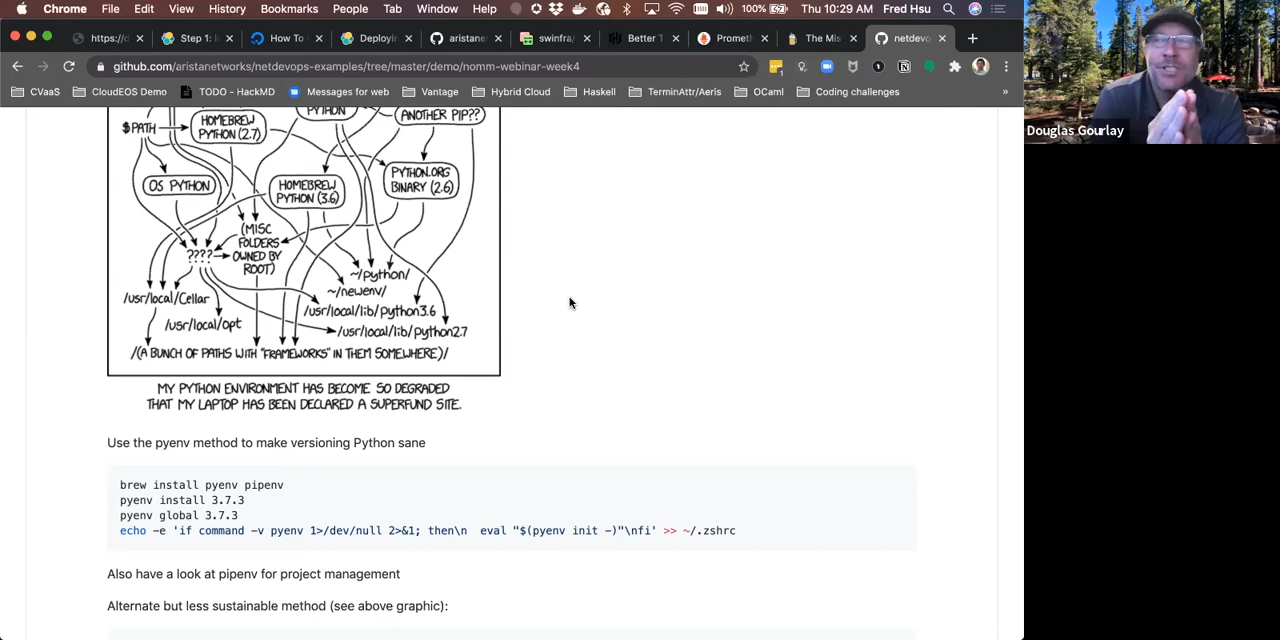 Chrome File Edit View History Bookmarks People Tab Window Help 100% Thu 10:29 AM Fred Hsu
https://d Step 1: How To Deployin aristane swinfra/ Better T Prometh The Mis netdevo
github.com/aristanetworks/netdevops-examples/tree/master/demo/nterm-webinar-week4
CVaaS CloudEOS Demo TODO - HackMD Messages for web Vantage Hybrid Cloud Haskell TerminAttr/Aeris OCaml Coding challenges »
Douglas Gourlay
PYTHON
ANOTHER PIP??
$PATH
HOMEBREW
PYTHON (2.7)
OS PYTHON
HOMEBREW
PYTHON (3.6)
PYTHON.ORG
BINARY (2.6)
(MISC
FOLDERS
OWNED BY
ROOT)
????
~/python/
~/newenv/
/usr/local/Cellar
/usr/local/lib/python3.6
/usr/local/opt
/usr/local/lib/python2.7
/(A BUNCH OF PATHS WITH "FRAMEWORKS" IN THEM SOMEWHERE)/
MY PYTHON ENVIRONMENT HAS BECOME SO DEGRADED
THAT MY LAPTOP HAS BEEN DECLARED A SUPERFUND SITE.
Use the pyenv method to make versioning Python sane
brew install pyenv pipenv
pyenv install 3.7.3
pyenv global 3.7.3
echo -e 'if command -v pyenv 1>/dev/null 2>&1; then\n  eval "$(pyenv init -)"\nfi' >> ~/.zshrc
Also have a look at pipenv for project management
Alternate but less sustainable method (see above graphic):